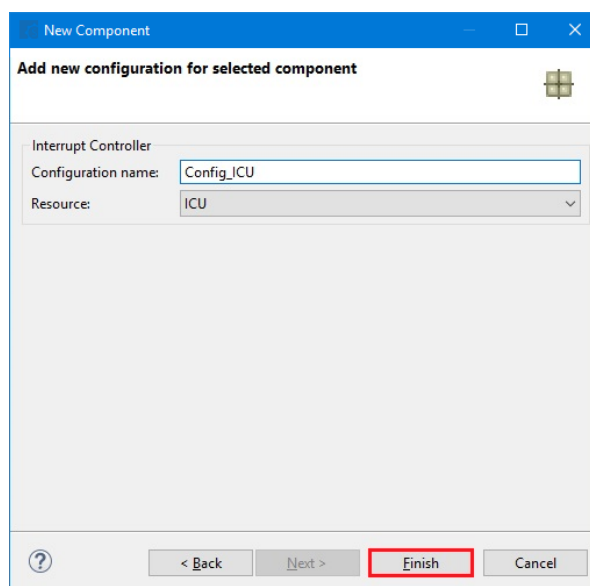 New Component
Add new configuration for selected component
Interrupt Controller
Configuration name: Config_ICU
Resource: ICU
? < Back Next > Finish Cancel